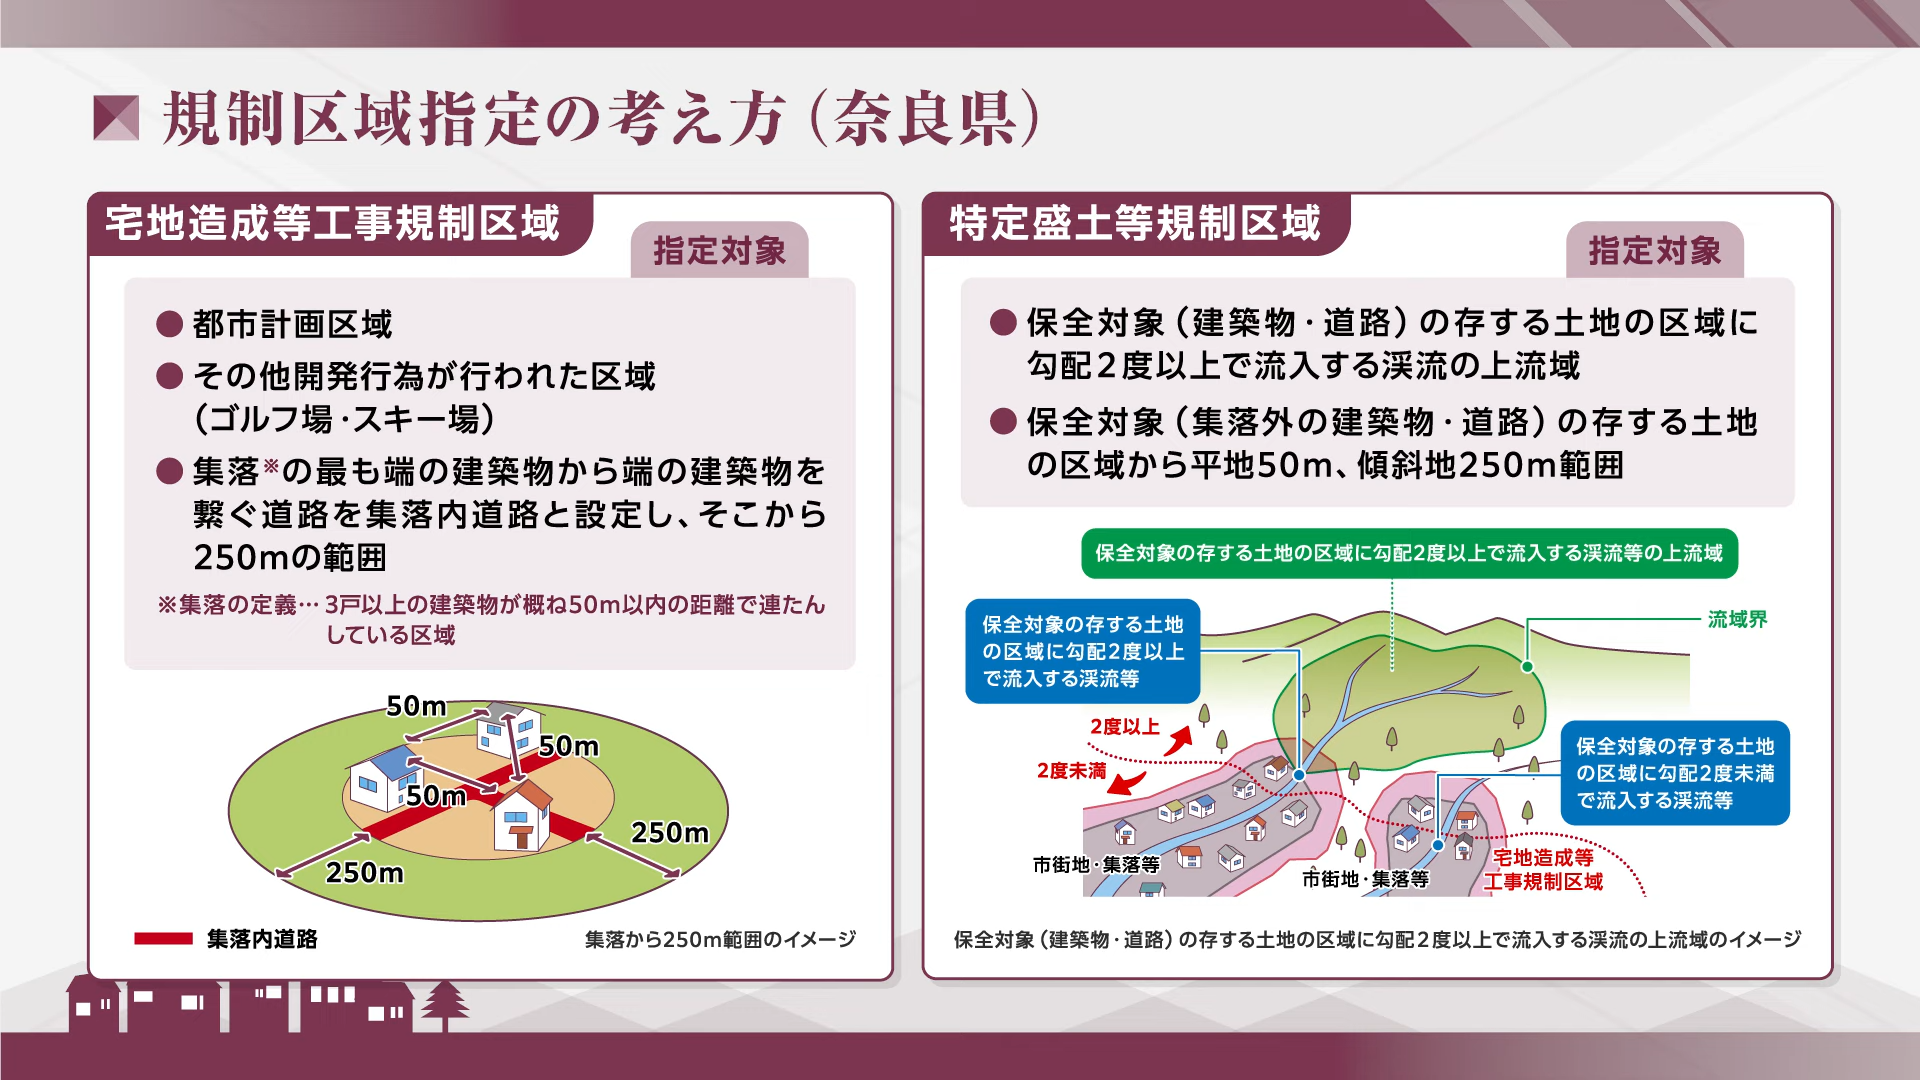 規制区域指定の考え方（奈良県）
宅地造成等工事規制区域
指定対象
●都市計画区域
●その他開発行為が行われた区域
（ゴルフ場・スキー場）
●集落※の最も端の建築物から端の建築物を
繋ぐ道路を集落内道路と設定し、そこから
250mの範囲
※集落の定義…3戸以上の建築物が概ね50m以内の距離で連たん
している区域
50m
50m
50m
250m
250m
集落内道路
集落から250m範囲のイメージ
特定盛土等規制区域
指定対象
●保全対象（建築物・道路）の存する土地の区域に
勾配２度以上で流入する渓流の上流域
●保全対象（集落外の建築物・道路）の存する土地
の区域から平地50m、傾斜地250m範囲
保全対象の存する土地の区域に勾配2度以上で流入する渓流等の上流域
保全対象の存する土地
の区域に勾配2度以上
で流入する渓流等
流域界
2度以上
2度未満
保全対象の存する土地
の区域に勾配2度未満
で流入する渓流等
市街地・集落等
市街地・集落等
宅地造成等
工事規制区域
保全対象（建築物・道路）の存する土地の区域に勾配２度以上で流入する渓流の上流域のイメージ